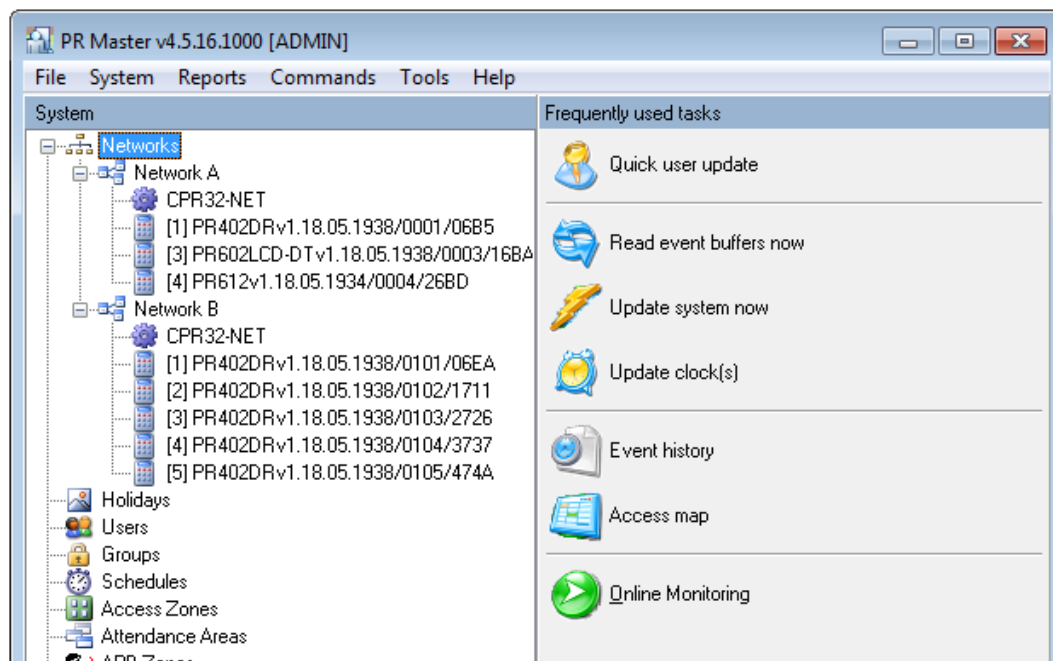 PR Master v4.5.16.1000 [ADMIN]
File System Reports Commands Tools Help
System
Networks
Network A
CPR32-NET
[1] PR402DRv1.18.05.1938/0001/06B5
[3] PR602LCD-DTv1.18.05.1938/0003/16BA
[4] PR612v1.18.05.1934/0004/26BD
Network B
CPR32-NET
[1] PR402DRv1.18.05.1938/0101/06EA
[2] PR402DRv1.18.05.1938/0102/1711
[3] PR402DRv1.18.05.1938/0103/2726
[4] PR402DRv1.18.05.1938/0104/3737
[5] PR402DRv1.18.05.1938/0105/474A
Holidays
Users
Groups
Schedules
Access Zones
Attendance Areas
APB Zones
Frequently used tasks
Quick user update
Read event buffers now
Update system now
Update clock(s)
Event history
Access map
Online Monitoring